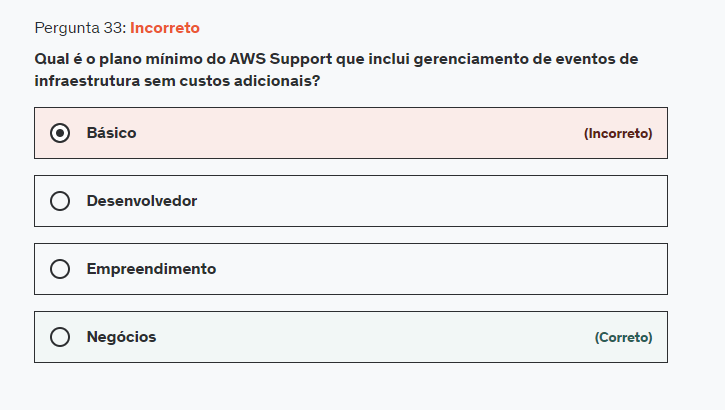 Pergunta 33: Incorreto
Qual é o plano mínimo do AWS Support que inclui gerenciamento de eventos de
infraestrutura sem custos adicionais?
Básico (Incorreto)
Desenvolvedor
Empreendimento
Negócios (Correto)